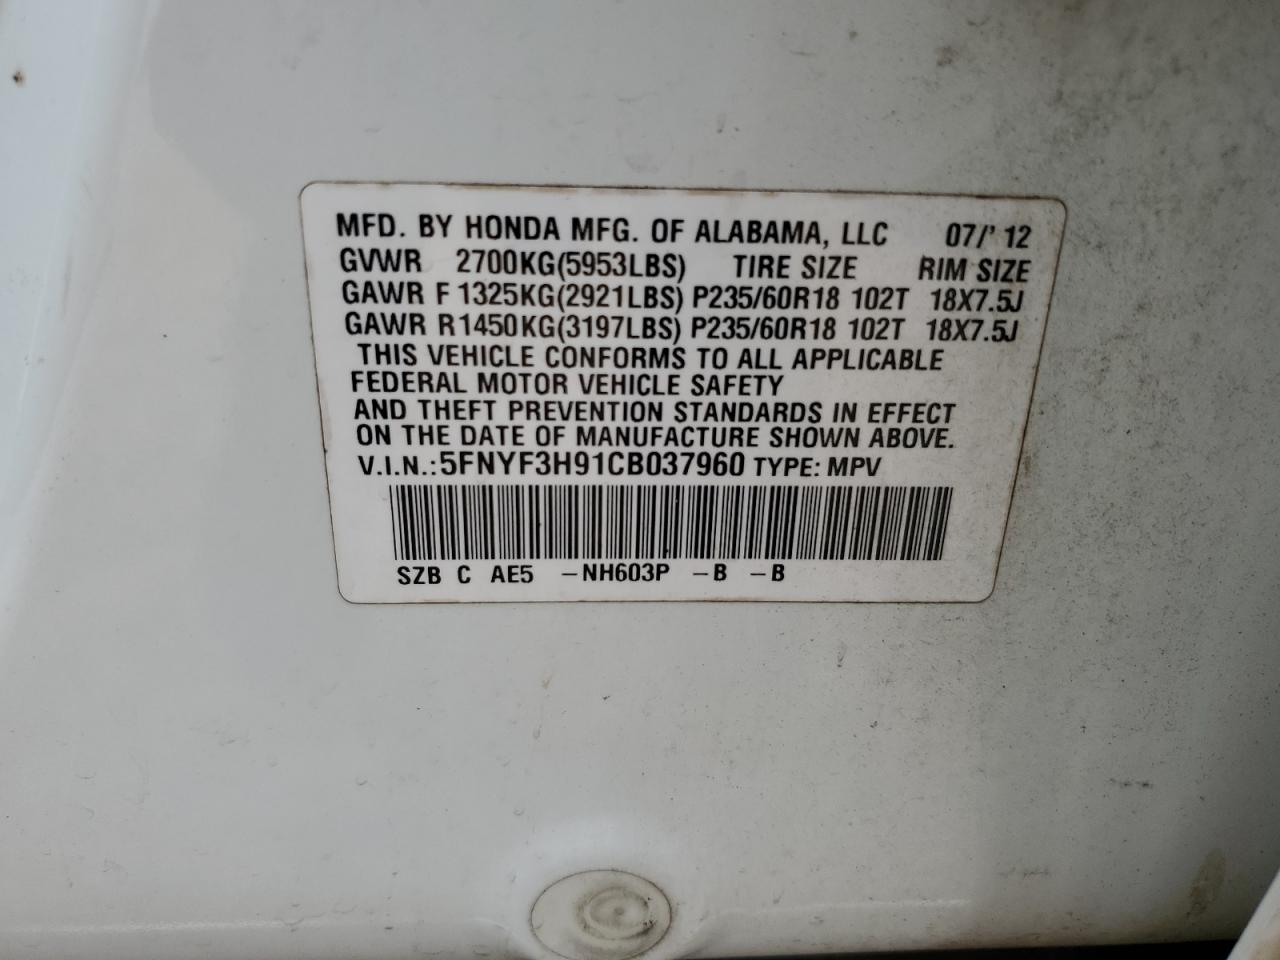 MFD. BY HONDA MFG. OF ALABAMA, LLC 07/'12
GVWR 2700KG(5953LBS) TIRE SIZE RIM SIZE
GAWR F 1325KG(2921LBS) P235/60R18 102T 18X7.5J
GAWR R 1450KG(3197LBS) P235/60R18 102T 18X7.5J
THIS VEHICLE CONFORMS TO ALL APPLICABLE
FEDERAL MOTOR VEHICLE SAFETY
AND THEFT PREVENTION STANDARDS IN EFFECT
ON THE DATE OF MANUFACTURE SHOWN ABOVE.
V.I.N.:5FNYF3H91CB037960 TYPE: MPV
SZB C AE5 -NH603P -B -B